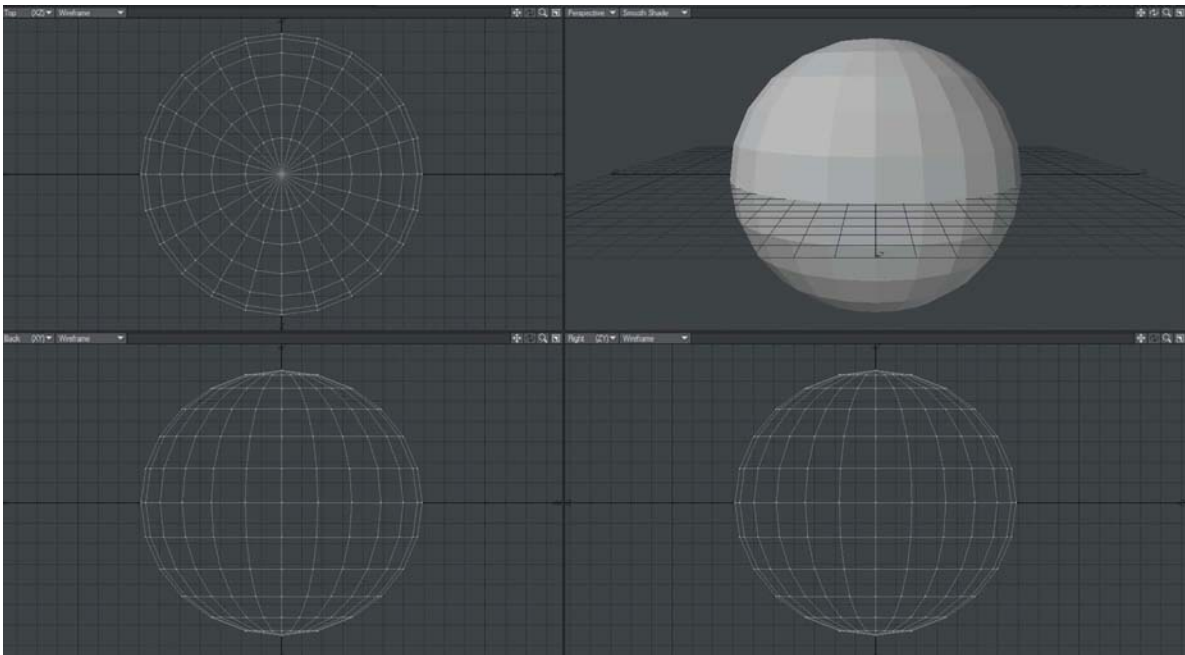 Top (XZ) Wireframe
Perspective Smooth Shade
Back (XY) Wireframe
Right (ZY) Wireframe